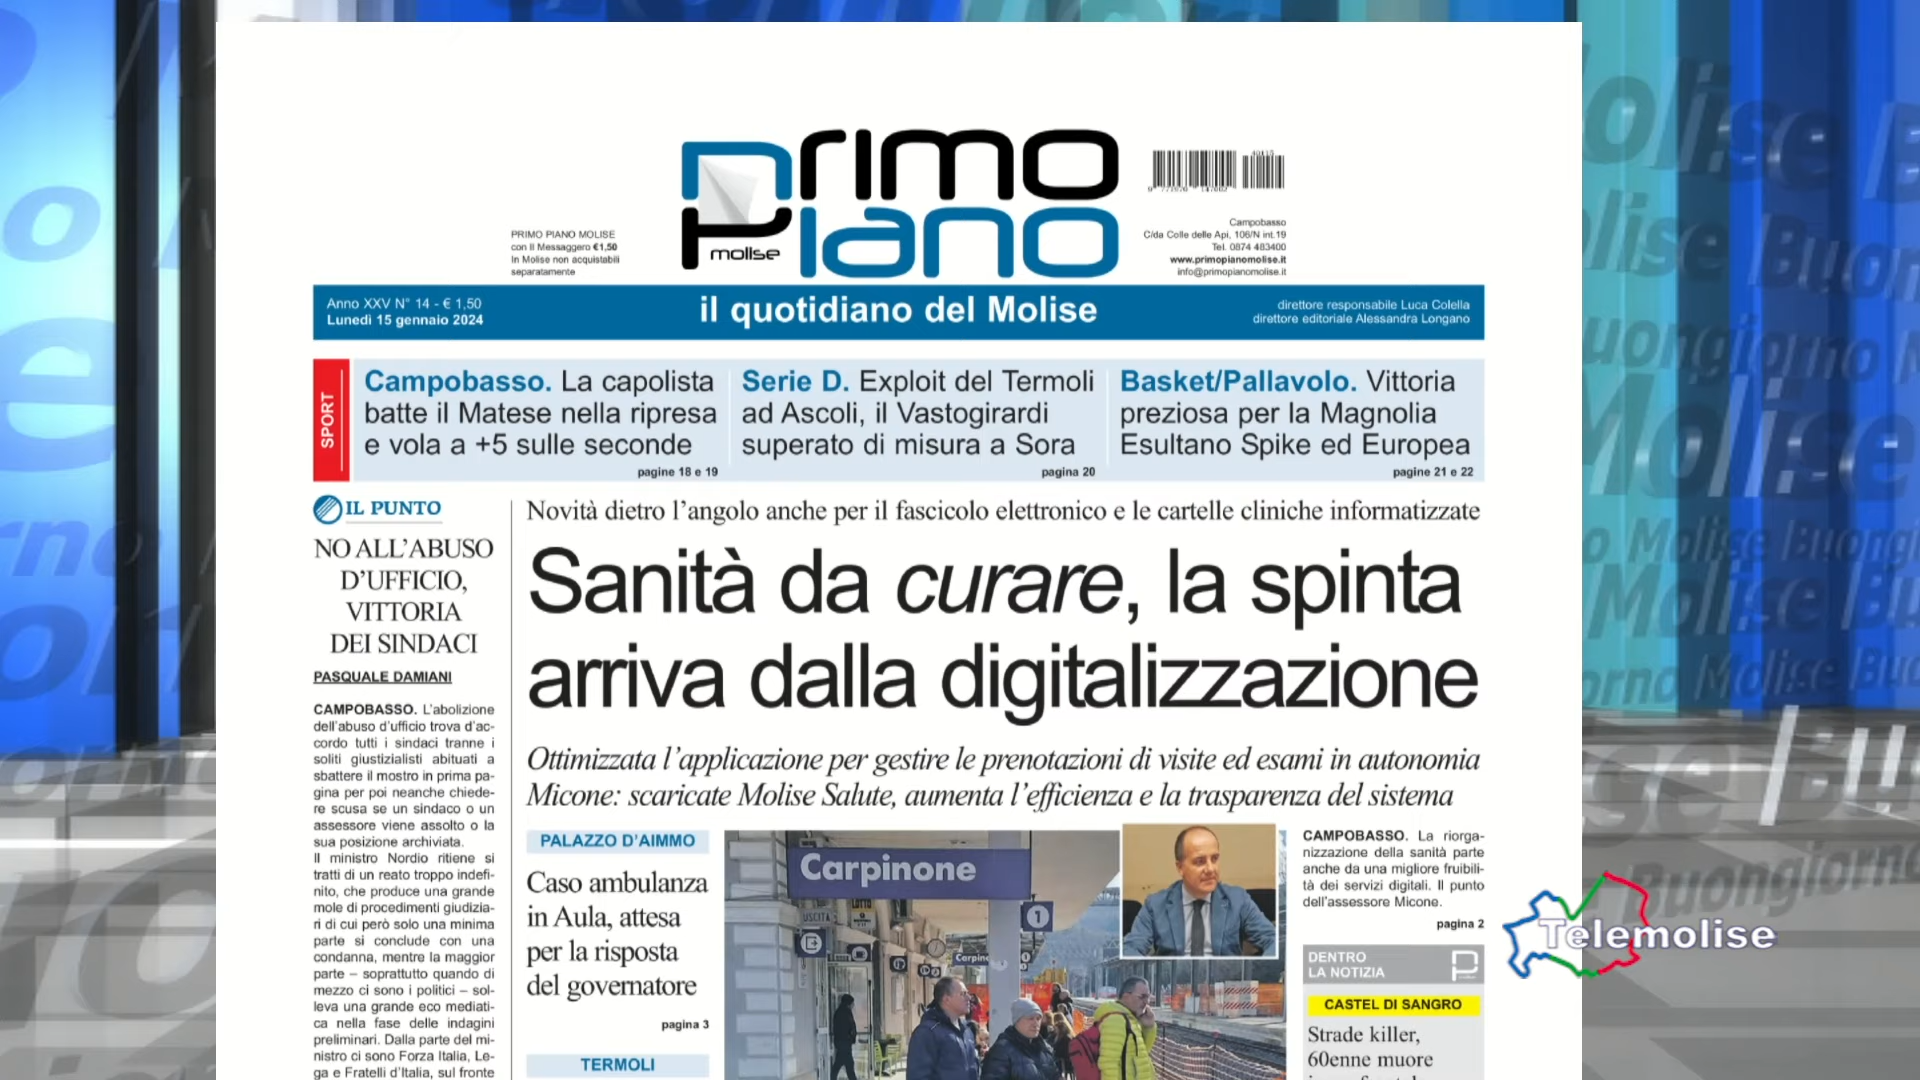 Primo
Piano
molise
PRIMO PIANO MOLISE
con Il Messaggero €1,50
In Molise non acquistabili
separatamente
Campobasso
C/da Colle delle Api, 106/N int.19
Tel. 0874 483400
www.primopianomolise.it
info@primopianomolise.it
Anno XXV N° 14 - € 1,50
Lunedì 15 gennaio 2024
il quotidiano del Molise
direttore responsabile Luca Colella
direttore editoriale Alessandra Longano
SPORT
Campobasso. La capolista
batte il Matese nella ripresa
e vola a +5 sulle seconde
pagine 18 e 19
Serie D. Exploit del Termoli
ad Ascoli, il Vastogirardi
superato di misura a Sora
pagina 20
Basket/Pallavolo. Vittoria
preziosa per la Magnolia
Esultano Spike ed Europea
pagine 21 e 22
IL PUNTO
NO ALL'ABUSO
D'UFFICIO,
VITTORIA
DEI SINDACI
PASQUALE DAMIANI
CAMPOBASSO. L'abolizione
dell'abuso d'ufficio trova d'ac-
cordo tutti i sindaci tranne i
soliti giustizialisti abituati a
sbattere il mostro in prima pa-
gina per poi neanche chiede-
re scusa se un sindaco o un
assessore viene assolto o la
sua posizione archiviata.
Il ministro Nordio ritiene si
tratti di un reato troppo indefi-
nito, che produce una grande
mole di procedimenti giudizia-
ri di cui però solo una minima
parte si conclude con una
condanna, mentre la maggior
parte – soprattutto quando di
mezzo ci sono i politici – sol-
leva una grande eco mediati-
ca nella fase delle indagini
preliminari. Dalla parte del mi-
nistro ci sono Forza Italia, Le-
ga e Fratelli d'Italia, sul fronte
Novità dietro l'angolo anche per il fascicolo elettronico e le cartelle cliniche informatizzate
Sanità da curare, la spinta
arriva dalla digitalizzazione
Ottimizzata l'applicazione per gestire le prenotazioni di visite ed esami in autonomia
Micone: scaricate Molise Salute, aumenta l'efficienza e la trasparenza del sistema
PALAZZO D'AIMMO
Caso ambulanza
in Aula, attesa
per la risposta
del governatore
pagina 3
TERMOLI
Carpinone
USCITA
LOTTO
1
Carpino
CAMPOBASSO. La riorga-
nizzazione della sanità parte
anche da una migliore fruibili-
tà dei servizi digitali. Il punto
dell'assessore Micone.
pagina 2
DENTRO
LA NOTIZIA
CASTEL DI SANGRO
Strade killer,
60enne muore
Telemolise
Buongiorno Molise